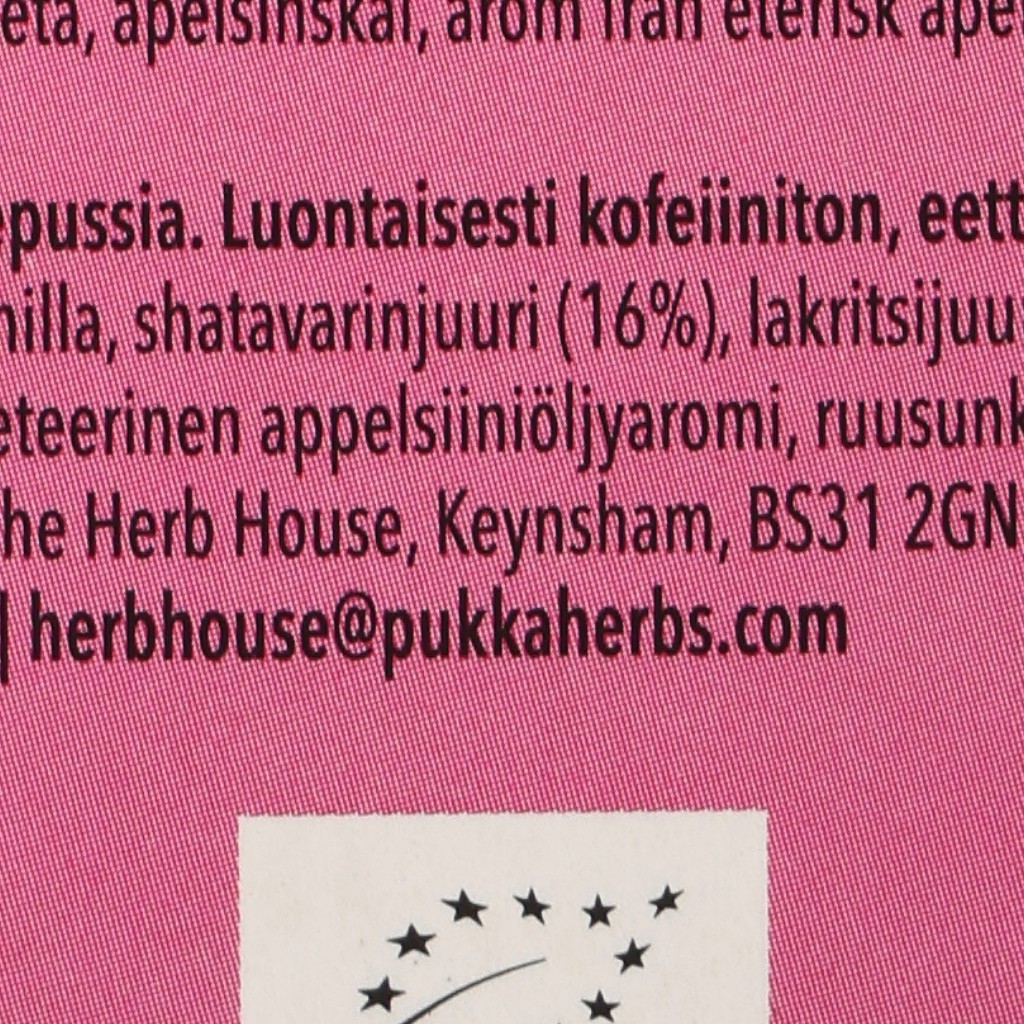 eta, apelsinskal, arom från eterisk ape
epussia. Luontaisesti kofeiiniton, eett
milla, shatavarinjuuri (16%), lakritsijuu
eteerinen appelsiiniöljyaromi, ruusunk
he Herb House, Keynsham, BS31 2GN
| herbhouse@pukkaherbs.com